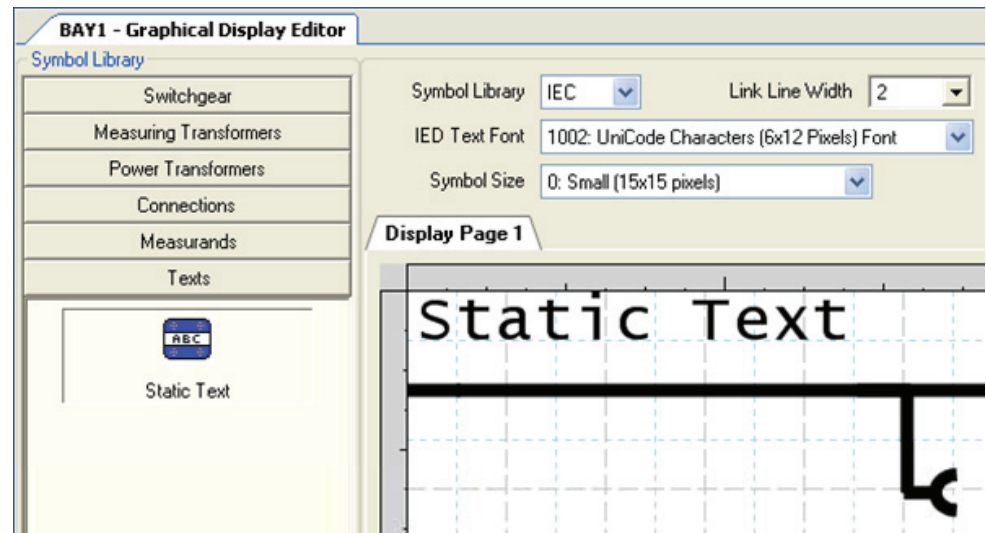 BAY1 - Graphical Display Editor
Symbol Library
Switchgear
Measuring Transformers
Power Transformers
Connections
Measurands
Texts
ABC
Static Text
Symbol Library IEC Link Line Width 2
IED Text Font 1002: UniCode Characters (6x12 Pixels) Font
Symbol Size 0: Small (15x15 pixels)
Display Page 1
Static Text